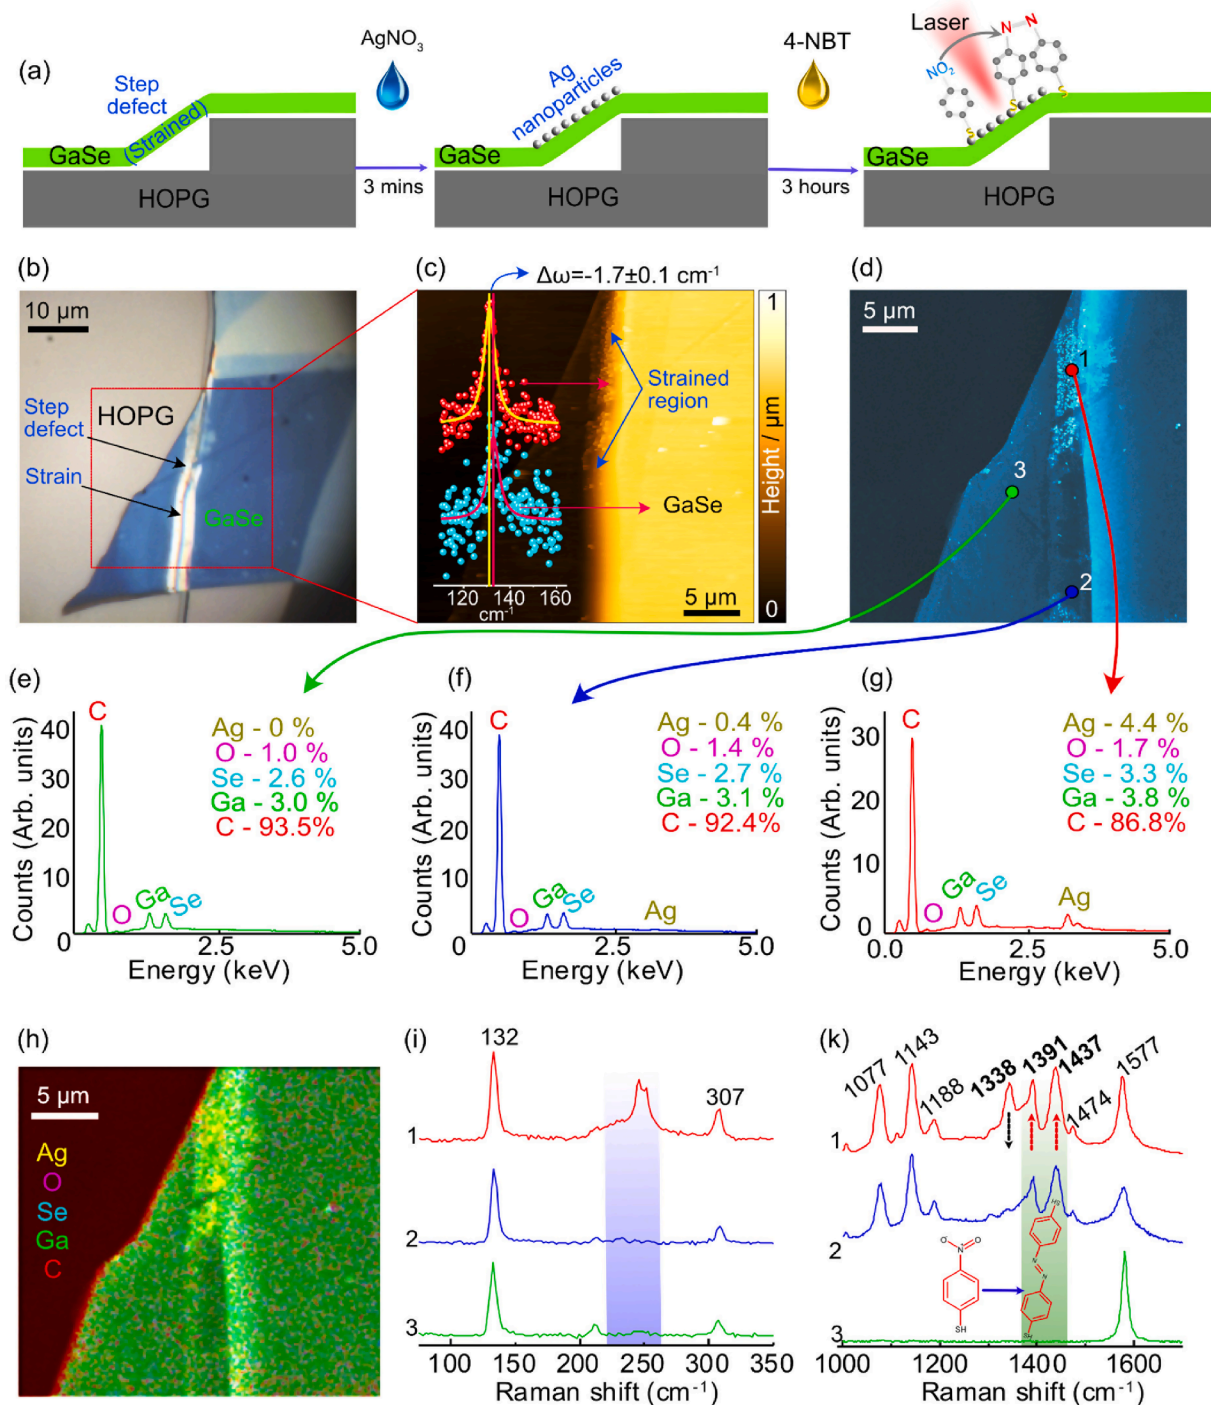 (a)
Step
defect
(Strained)
GaSe
HOPG
AgNO3
3 mins
Ag
nanoparticles
GaSe
HOPG
4-NBT
3 hours
Laser
NO2
N N
S
S
S
GaSe
HOPG
(b)
10 µm
HOPG
Step
defect
Strain
GaSe
(c)
Δω=-1.7±0.1 cm-1
Strained
region
GaSe
120 140 160
cm-1
5 µm
1
Height / µm
0
(d)
5 µm
1
3
2
(e)
C
Ag - 0 %
O - 1.0 %
Se - 2.6 %
Ga - 3.0 %
C - 93.5%
40
30
20
10
0
Counts (Arb. units)
O
Ga
Se
2.5
5.0
Energy (keV)
(f)
C
Ag - 0.4 %
O - 1.4 %
Se - 2.7 %
Ga - 3.1 %
C - 92.4%
40
30
20
10
0
Counts (Arb. units)
O
Ga
Se
Ag
2.5
5.0
Energy (keV)
(g)
C
Ag - 4.4 %
O - 1.7 %
Se - 3.3 %
Ga - 3.8 %
C - 86.8%
30
20
10
0
Counts (Arb. units)
O
Ga
Se
Ag
0.0
2.5
5.0
Energy (keV)
(h)
5 µm
Ag
O
Se
Ga
C
(i)
132
307
1
2
3
100 150 200 250 300 350
Raman shift (cm-1)
(k)
1077
1143
1188
1338
1391
1437
1474
1577
1
2
3
O-
N+
O
SH
HS
N
N
SH
1000 1200 1400 1600
Raman shift (cm-1)